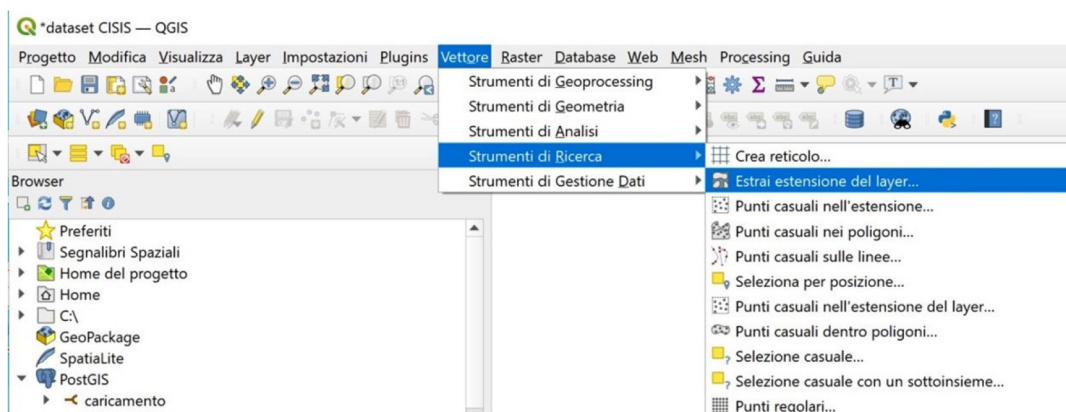 *dataset CISIS — QGIS
Progetto Modifica Visualizza Layer Impostazioni Plugins Vettore Raster Database Web Mesh Processing Guida
Strumenti di Geoprocessing
Strumenti di Geometria
Strumenti di Analisi
Strumenti di Ricerca
Strumenti di Gestione Dati
Crea reticolo...
Estrai estensione del layer...
Punti casuali nell'estensione...
Punti casuali nei poligoni...
Punti casuali sulle linee...
Seleziona per posizione...
Punti casuali nell'estensione del layer...
Punti casuali dentro poligoni...
Selezione casuale...
Selezione casuale con un sottoinsieme...
Punti regolari...
Browser
Preferiti
Segnalibri Spaziali
Home del progetto
Home
C:\
GeoPackage
SpatiaLite
PostGIS
caricamento